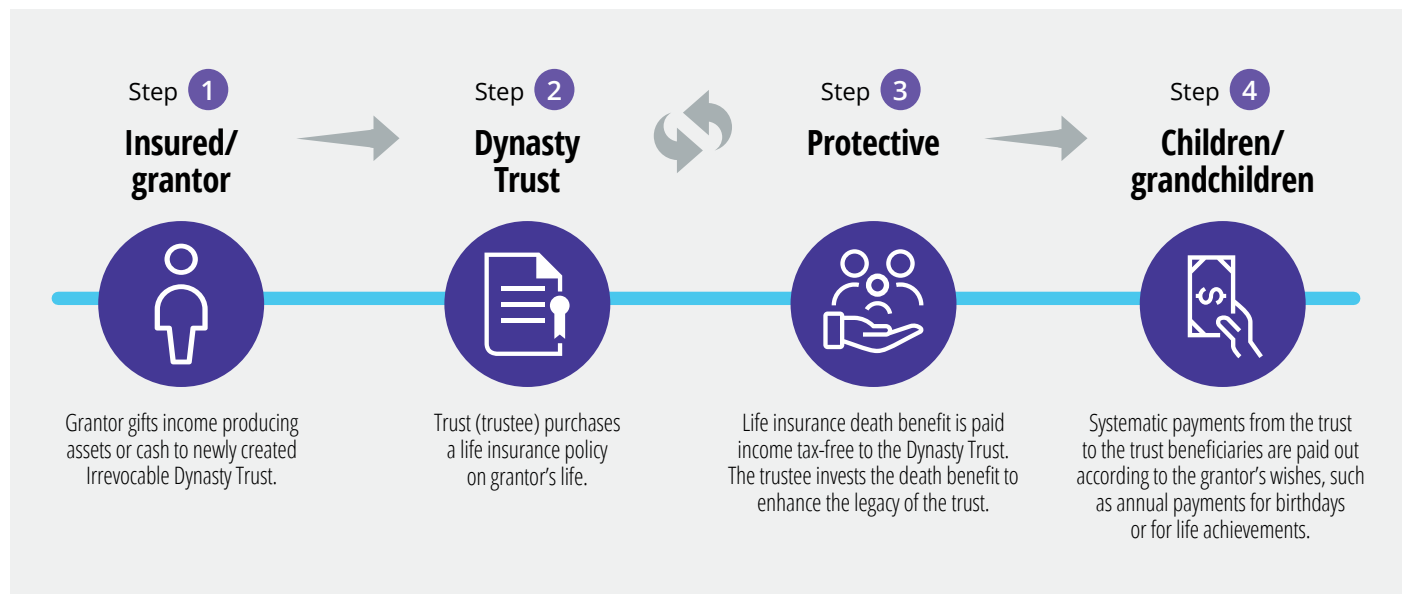 Step 1
Insured/
grantor
Grantor gifts income producing
assets or cash to newly created
Irrevocable Dynasty Trust.
Step 2
Dynasty
Trust
Trust (trustee) purchases
a life insurance policy
on grantor's life.
Step 3
Protective
Life insurance death benefit is paid
income tax-free to the Dynasty Trust.
The trustee invests the death benefit to
enhance the legacy of the trust.
Step 4
Children/
grandchildren
$
Systematic payments from the trust
to the trust beneficiaries are paid out
according to the grantor's wishes, such
as annual payments for birthdays
or for life achievements.